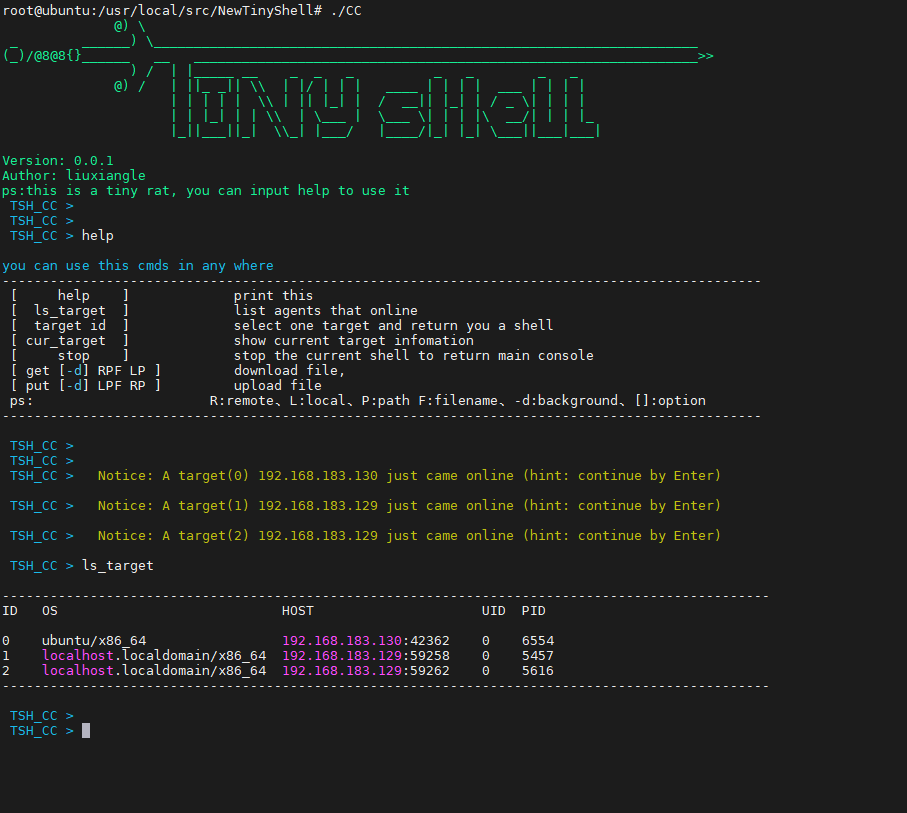 root@ubuntu:/usr/local/src/NewTinyShell# ./CC
Version: 0.0.1
Author: liuxiangle
ps:this is a tiny rat, you can input help to use it
TSH_CC >
TSH_CC >
TSH_CC > help
you can use this cmds in any where
[ help ] print this
[ ls_target ] list agents that online
[ target id ] select one target and return you a shell
[ cur_target ] show current target infomation
[ stop ] stop the current shell to return main console
[ get [-d] RPF LP ] download file,
[ put [-d] LPF RP ] upload file
ps: R:remote、L:local、P:path F:filename、-d:background、[]:option
TSH_CC >
TSH_CC >
TSH_CC > Notice: A target(0) 192.168.183.130 just came online (hint: continue by Enter)
TSH_CC > Notice: A target(1) 192.168.183.129 just came online (hint: continue by Enter)
TSH_CC > Notice: A target(2) 192.168.183.129 just came online (hint: continue by Enter)
TSH_CC > ls_target
ID OS HOST UID PID
0 ubuntu/x86_64 192.168.183.130:42362 0 6554
1 localhost.localdomain/x86_64 192.168.183.129:59258 0 5457
2 localhost.localdomain/x86_64 192.168.183.129:59262 0 5616
TSH_CC >
TSH_CC >